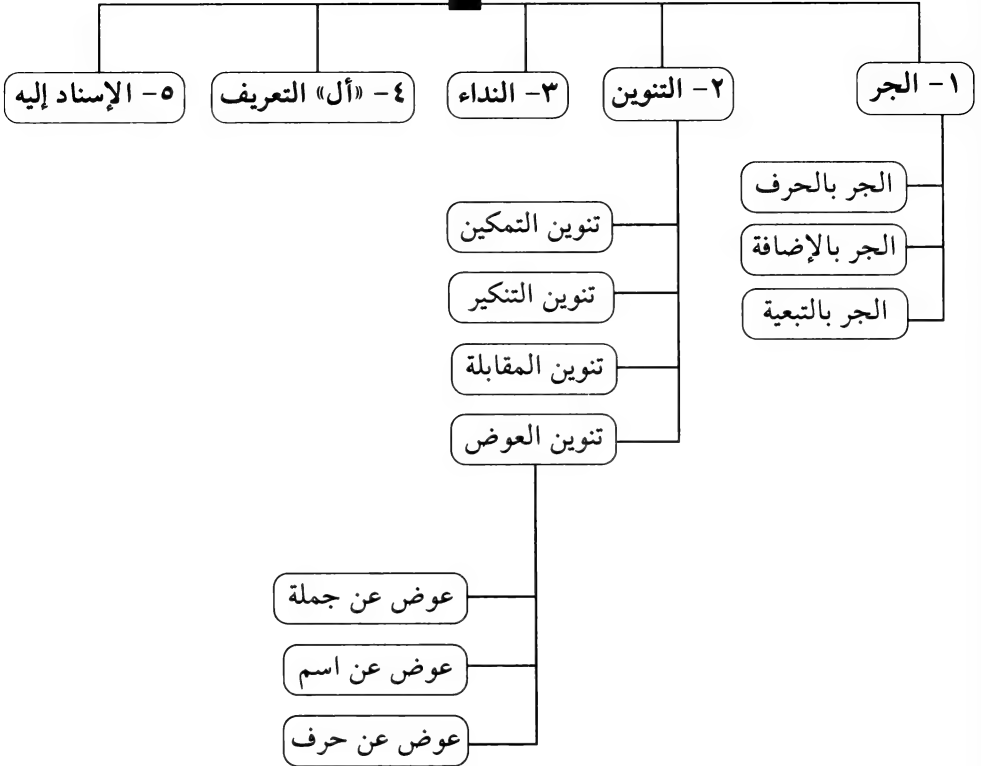 ١- الجر
٢- التنوين
٣- النداء
٤- «أل» التعريف
٥- الإسناد إليه
الجر بالحرف
الجر بالإضافة
الجر بالتبعية
تنوين التمكين
تنوين التنكير
تنوين المقابلة
تنوين العوض
عوض عن جملة
عوض عن اسم
عوض عن حرف